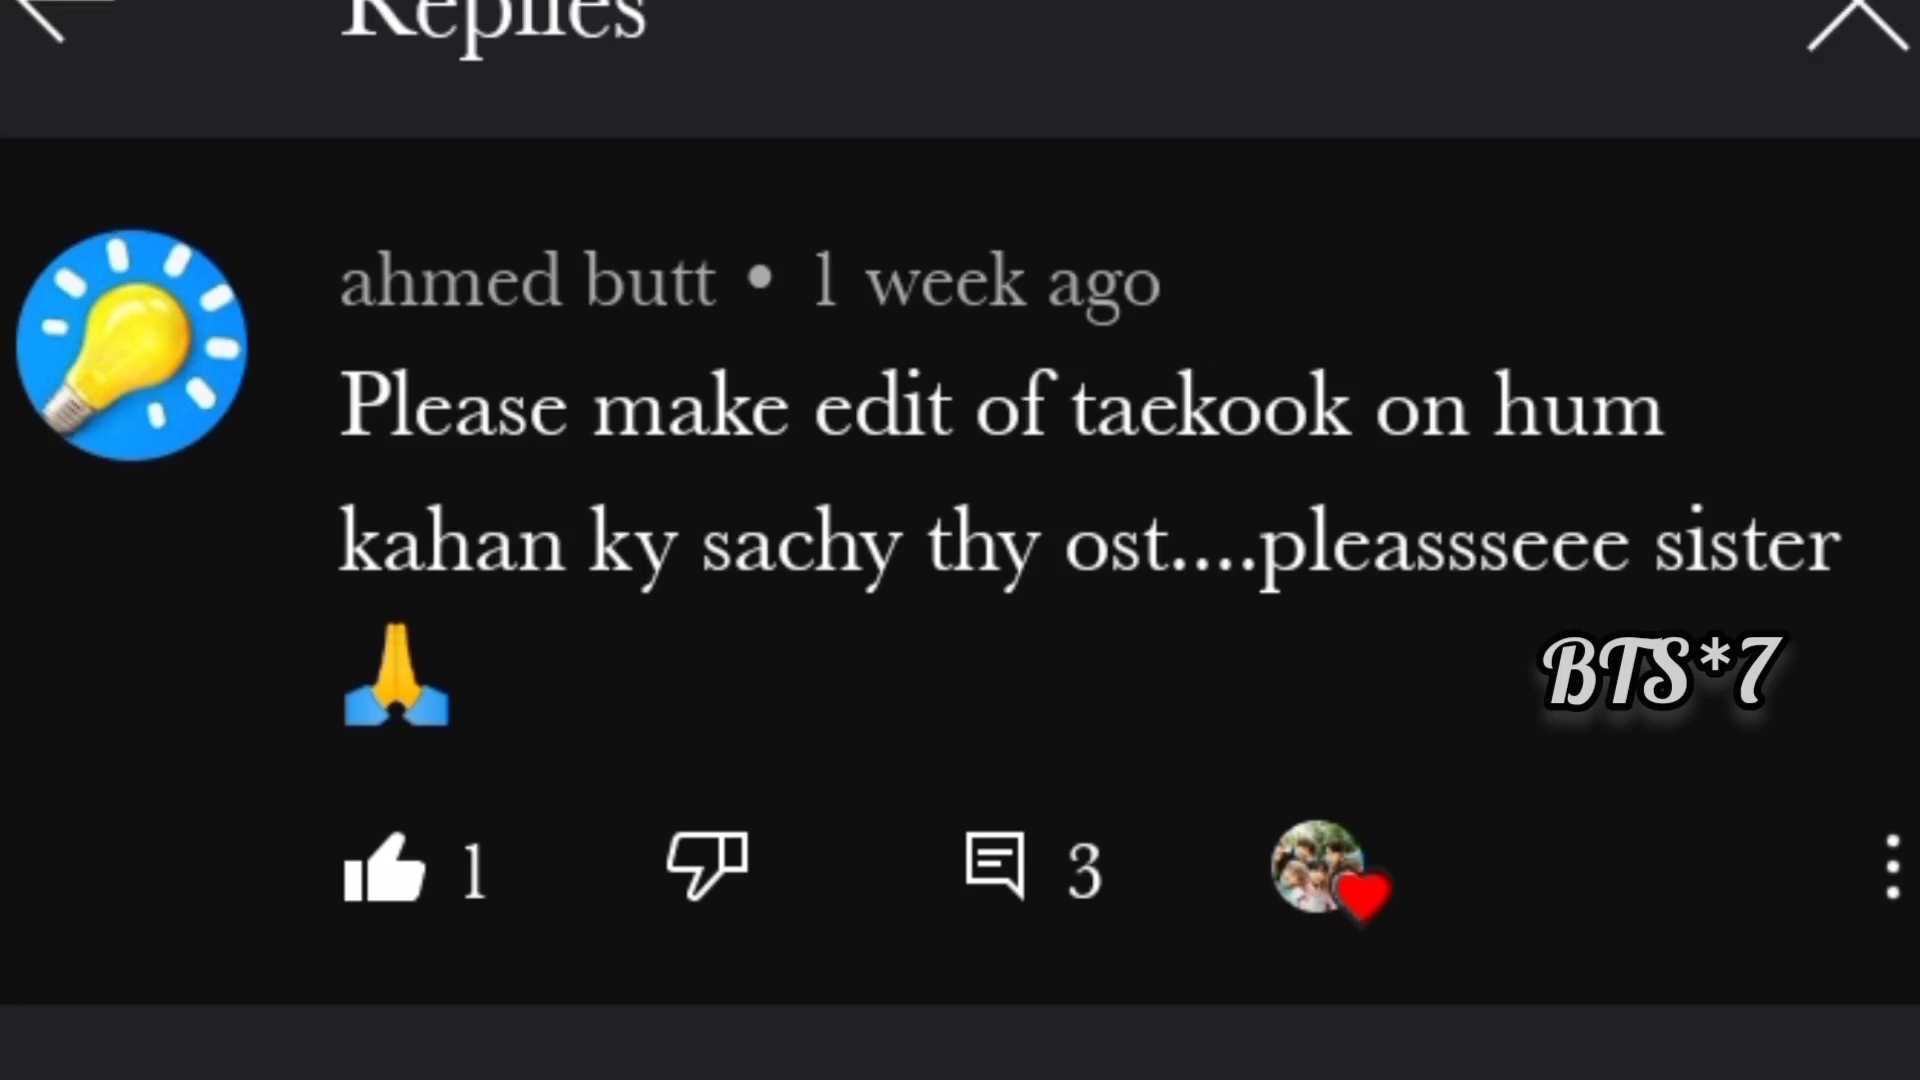 Replies
ahmed butt • 1 week ago
Please make edit of taekook on hum
kahan ky sachy thy ost....pleassseee sister
🙏
BTS*7
1
3